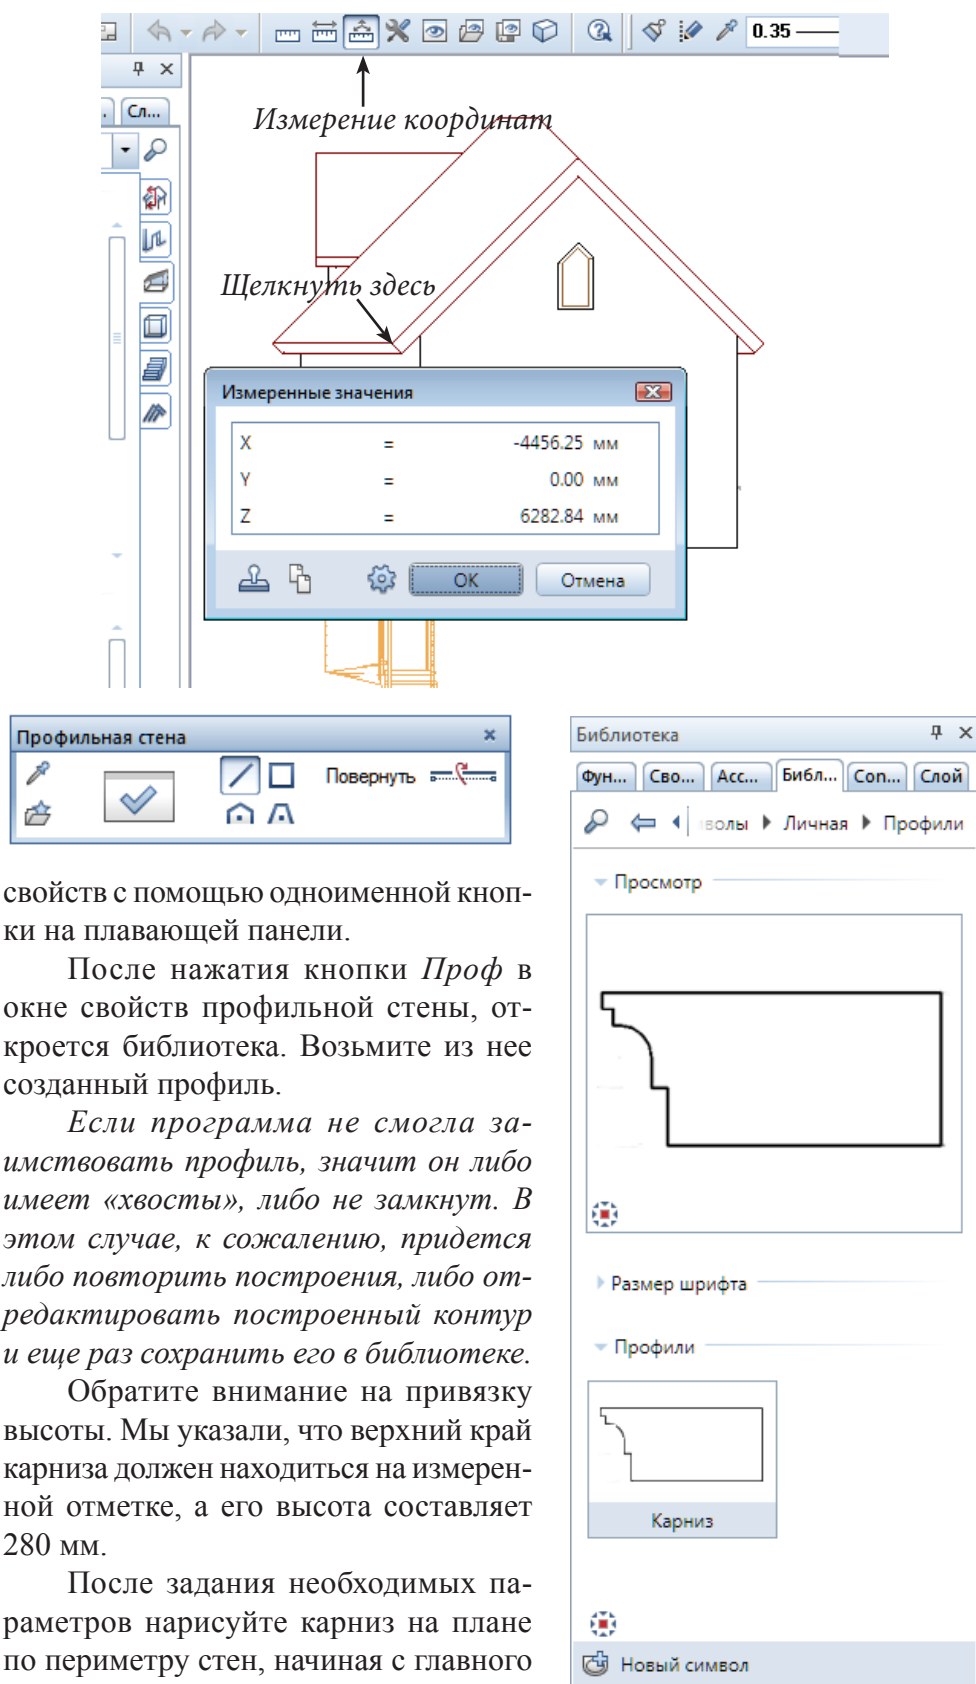 0.35
Сл...
Измерение координат
Щелкнуть здесь
Измеренные значения
X = -4456.25 мм
Y = 0.00 мм
Z = 6282.84 мм
OK Отмена
Профильная стена
Повернуть
свойств с помощью одноименной кноп-
ки на плавающей панели.
После нажатия кнопки Проф в
окне свойств профильной стены, от-
кроется библиотека. Возьмите из нее
созданный профиль.
Если программа не смогла за-
имствовать профиль, значит он либо
имеет «хвосты», либо не замкнут. В
этом случае, к сожалению, придется
либо повторить построения, либо от-
редактировать построенный контур
и еще раз сохранить его в библиотеке.
Обратите внимание на привязку
высоты. Мы указали, что верхний край
карниза должен находиться на измерен-
ной отметке, а его высота составляет
280 мм.
После задания необходимых па-
раметров нарисуйте карниз на плане
по периметру стен, начиная с главного
Библиотека
Фун... Сво... Acc... Библ... Con... Слой
волы Личная Профили
Просмотр
Размер шрифта
Профили
Карниз
Новый символ